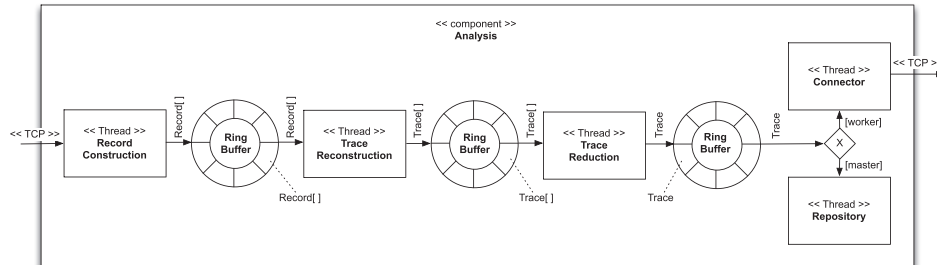 << component >>
Analysis
<< TCP >>
<< Thread >>
Record
Construction
Record[ ]
Ring
Buffer
Record[ ]
Record[ ]
<< Thread >>
Trace
Reconstruction
Trace[ ]
Ring
Buffer
Trace[ ]
Trace[ ]
<< Thread >>
Trace
Reduction
Trace
Ring
Buffer
Trace
Trace
X
[worker]
[master]
<< Thread >>
Connector
<< TCP >
<< Thread >>
Repository